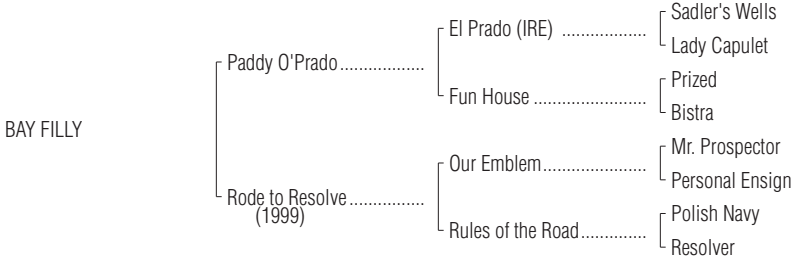 Sadler's Wells
El Prado (IRE) ..................
Lady Capulet
Paddy O'Prado..................
Prized
Fun House ........................
Bistra
BAY FILLY
Mr. Prospector
Our Emblem......................
Personal Ensign
Rode to Resolve................
(1999)
Polish Navy
Rules of the Road..............
Resolver